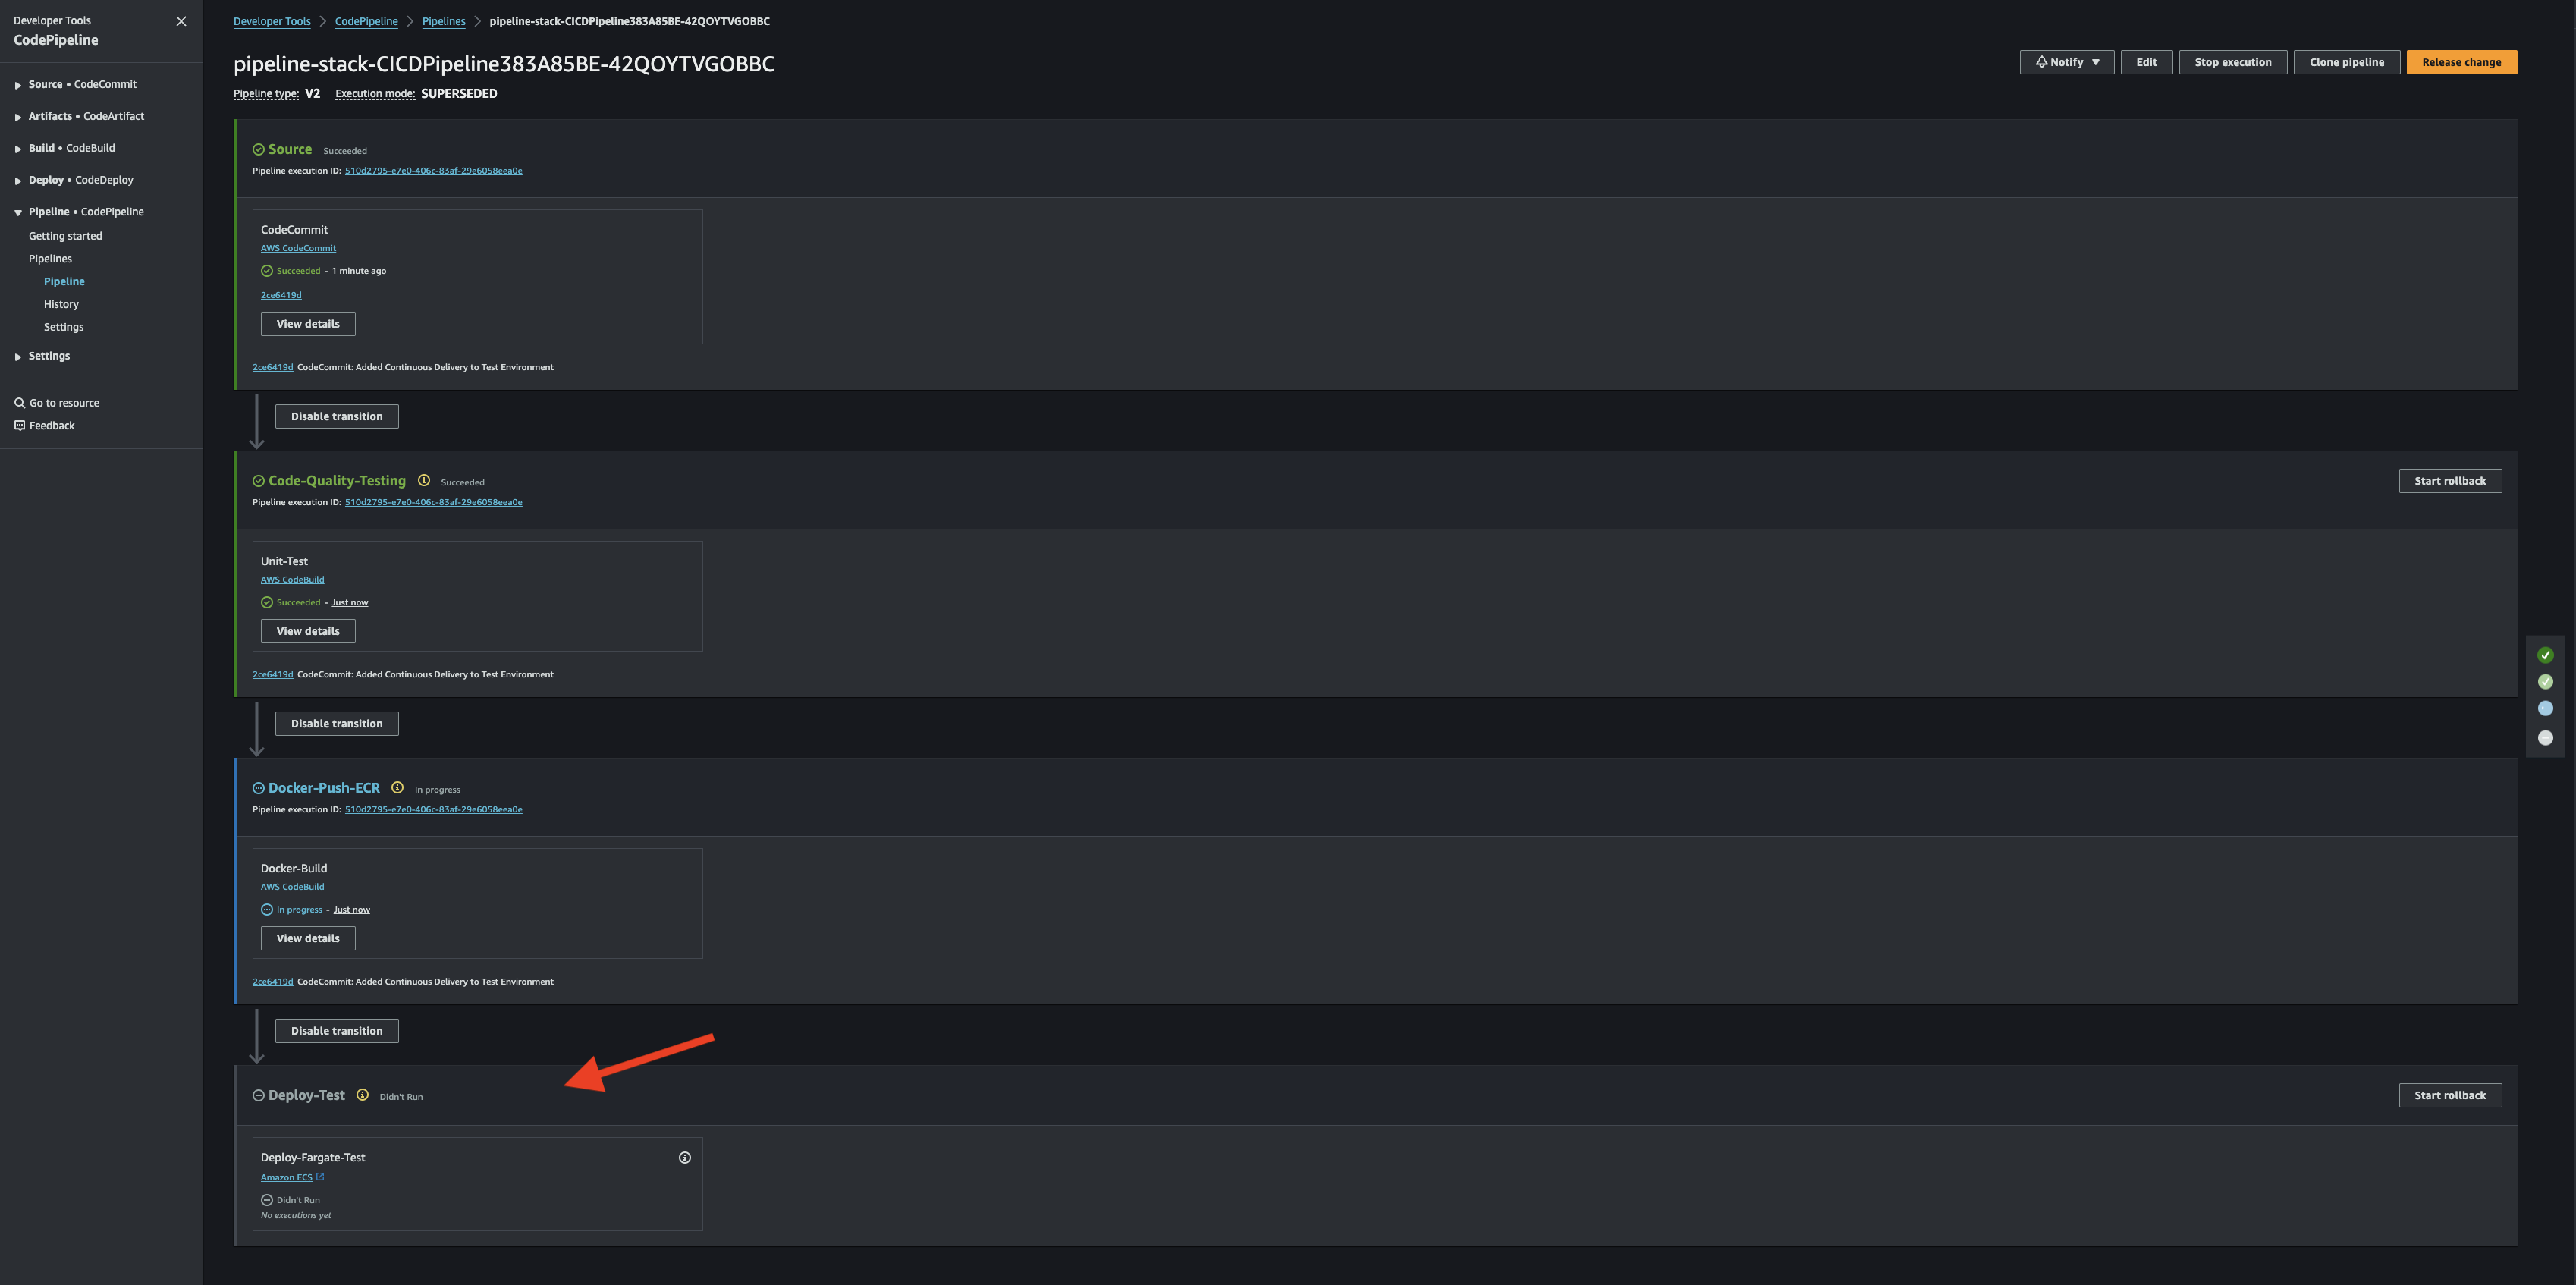 Developer Tools
CodePipeline
Source • CodeCommit
Artifacts • CodeArtifact
Build • CodeBuild
Deploy • CodeDeploy
Pipeline • CodePipeline
Getting started
Pipelines
Pipeline
History
Settings
Settings
Go to resource
Feedback
Developer Tools > CodePipeline > Pipelines > pipeline-stack-CICDPipeline383A85BE-42QOYTVGOBBC
pipeline-stack-CICDPipeline383A85BE-42QOYTVGOBBC
Notify Edit Stop execution Clone pipeline Release change
Pipeline type: V2 Execution mode: SUPERSEDED
Source Succeeded
Pipeline execution ID: 510d2795-e7e0-406c-83af-29e6058eea0e
CodeCommit
AWS CodeCommit
Succeeded - 1 minute ago
2ce6419d
View details
2ce6419d CodeCommit: Added Continuous Delivery to Test Environment
Disable transition
Code-Quality-Testing Succeeded
Start rollback
Pipeline execution ID: 510d2795-e7e0-406c-83af-29e6058eea0e
Unit-Test
AWS CodeBuild
Succeeded - Just now
View details
2ce6419d CodeCommit: Added Continuous Delivery to Test Environment
Disable transition
Docker-Push-ECR In progress
Pipeline execution ID: 510d2795-e7e0-406c-83af-29e6058eea0e
Docker-Build
AWS CodeBuild
In progress - Just now
View details
2ce6419d CodeCommit: Added Continuous Delivery to Test Environment
Disable transition
Deploy-Test Didn't Run
Start rollback
Deploy-Fargate-Test
Amazon ECS
Didn't Run
No executions yet